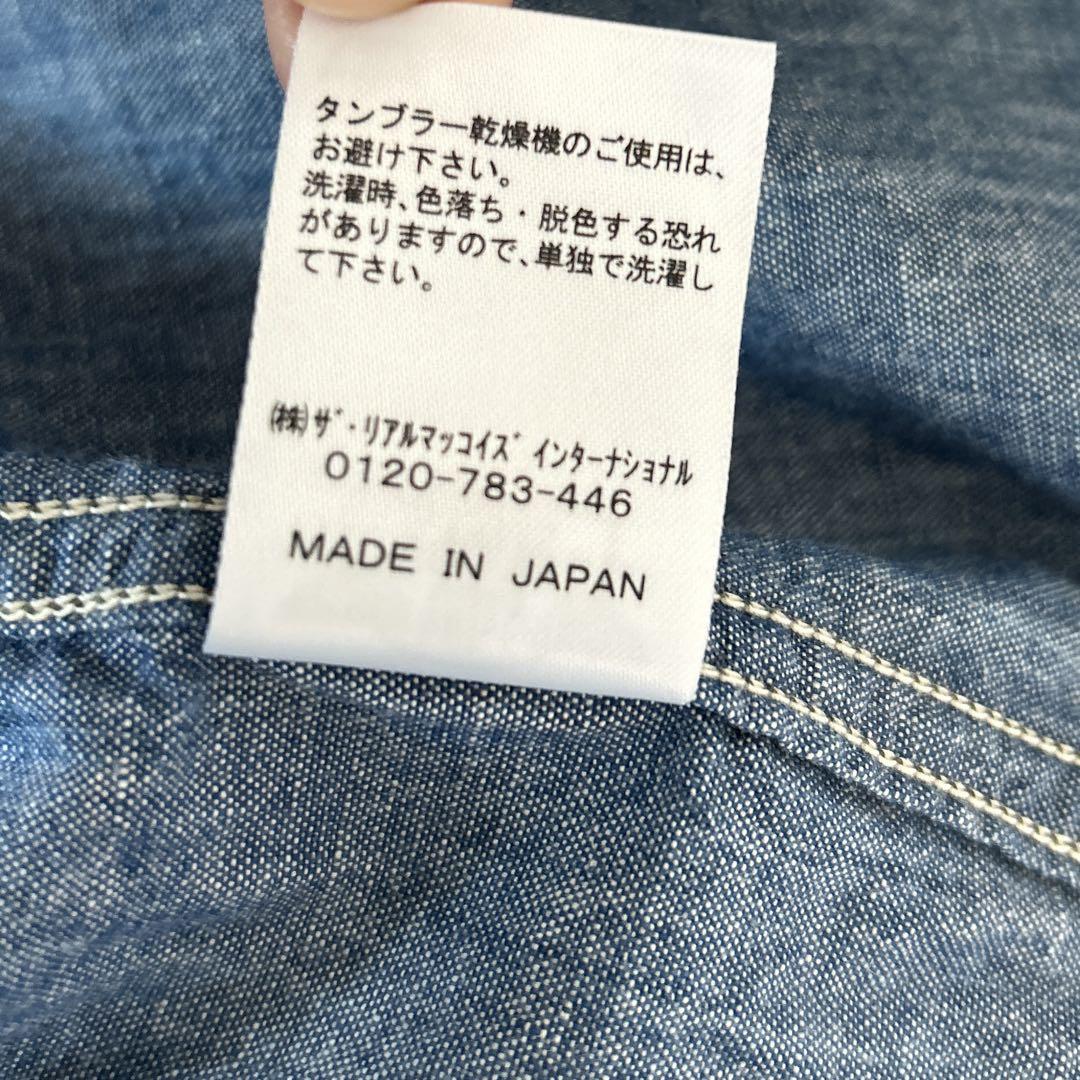 タンブラー乾燥機のご使用は、
お避け下さい。
洗濯時、色落ち・脱色する恐れ
がありますので、単独で洗濯し
て下さい。
㈱ｻﾞ・ﾘｱﾙﾏｯｺｲｽﾞ ｲﾝﾀｰﾅｼｮﾅﾙ
0120-783-446
MADE IN JAPAN